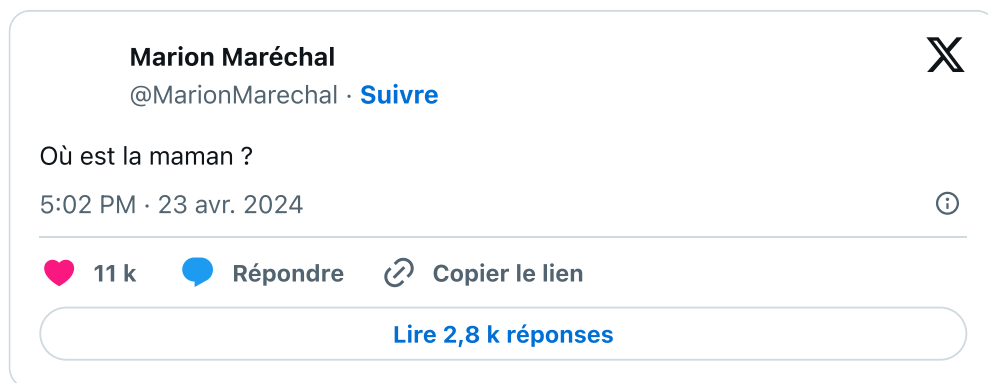 Marion Maréchal
@MarionMarechal · Suivre
Où est la maman ?
5:02 PM · 23 avr. 2024
11 k Répondre Copier le lien
Lire 2,8 k réponses